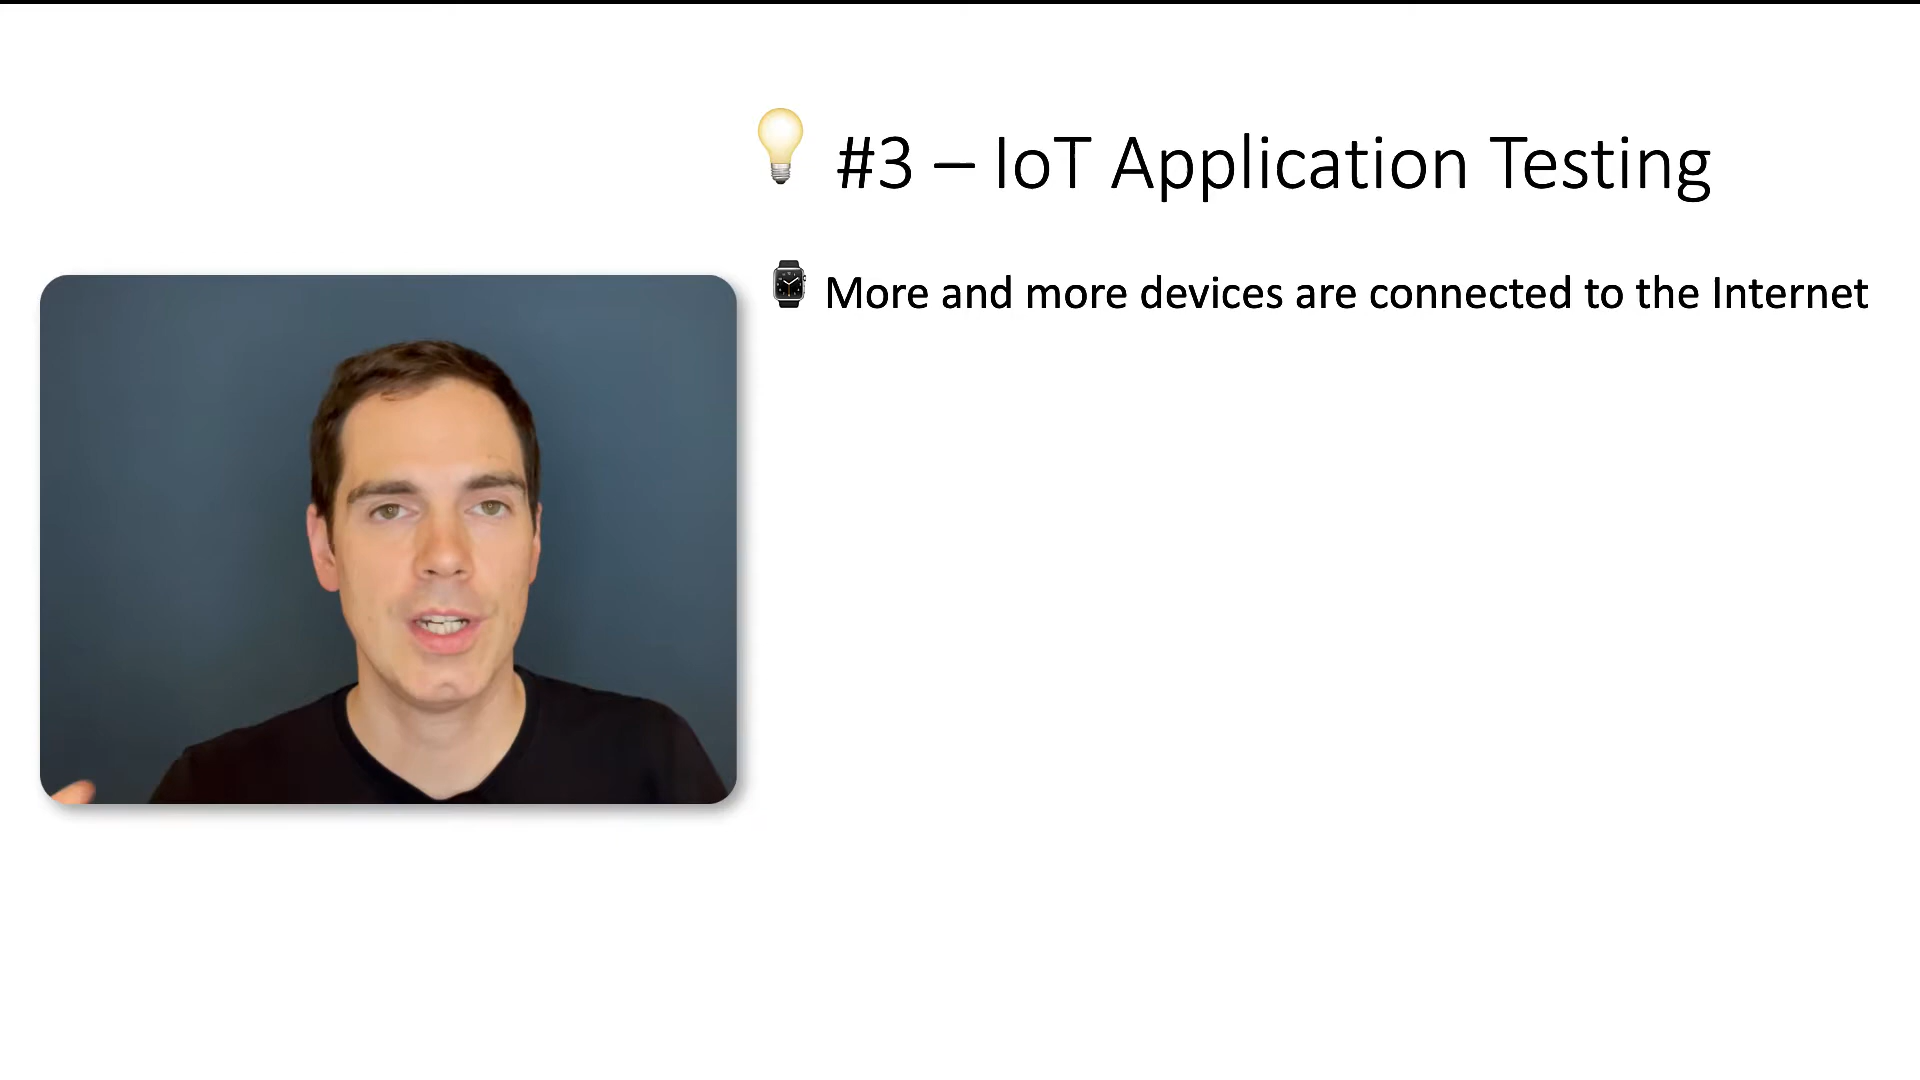 #3 – IoT Application Testing
More and more devices are connected to the Internet